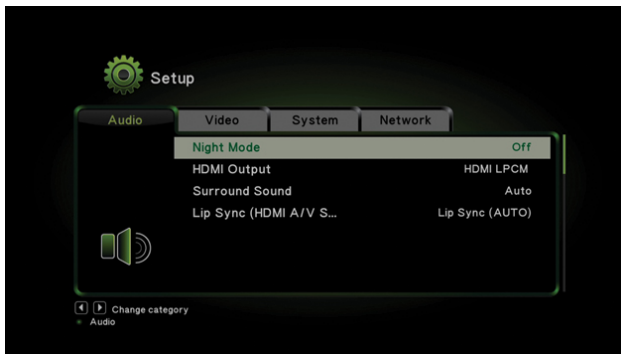 Setup
Audio Video System Network
Night Mode Off
HDMI Output HDMI LPCM
Surround Sound Auto
Lip Sync (HDMI A/V S... Lip Sync (AUTO)
Change category
Audio